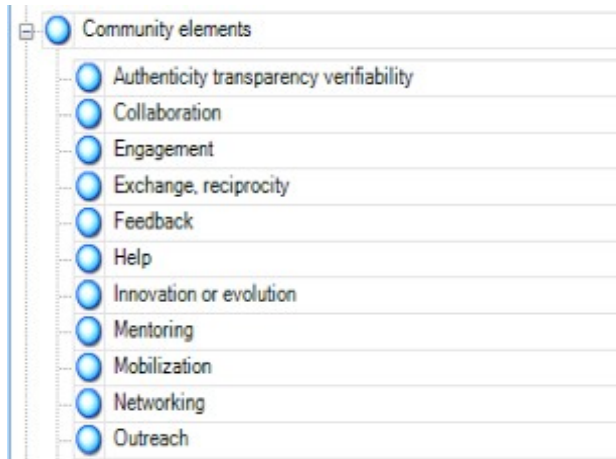 Community elements
Authenticity transparency verifiability
Collaboration
Engagement
Exchange, reciprocity
Feedback
Help
Innovation or evolution
Mentoring
Mobilization
Networking
Outreach